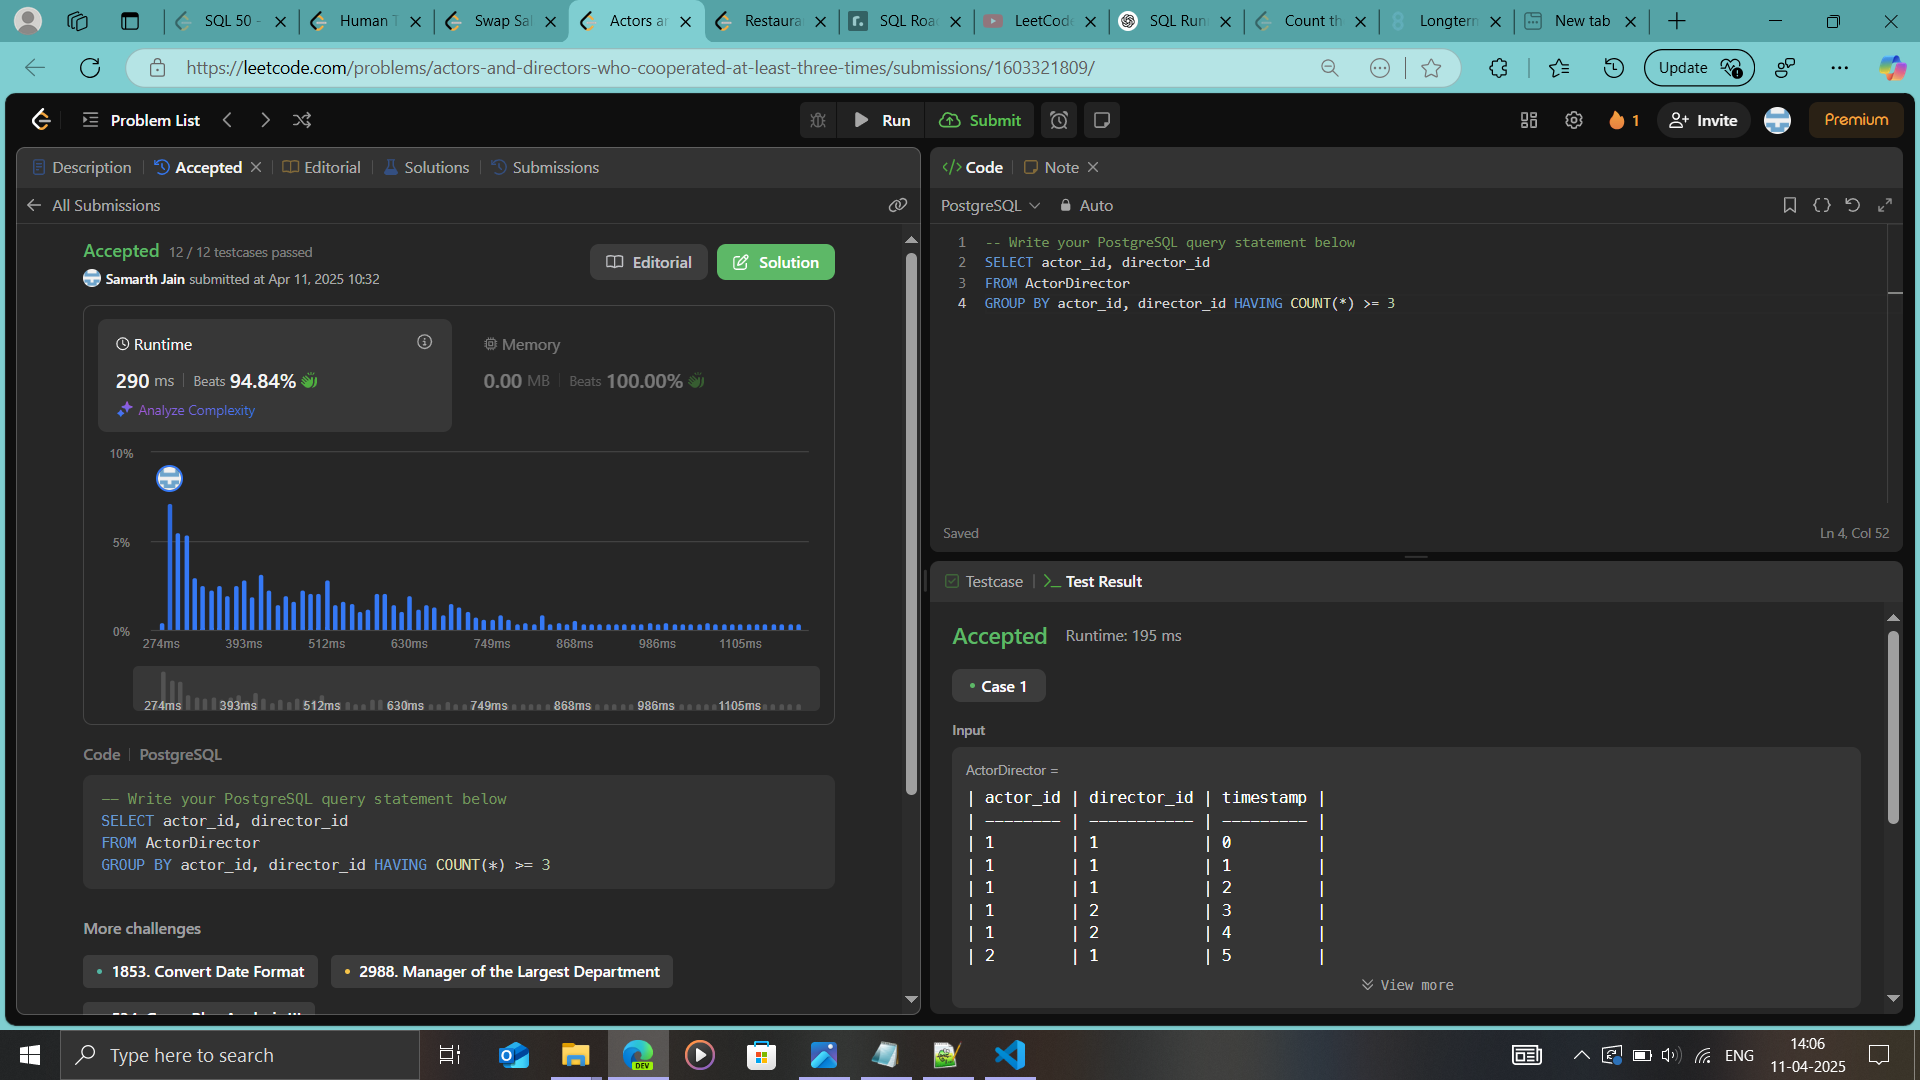 SQL 50 -
Human T
Swap Sal
Actors ar
Restaura
SQL Roa
LeetCode
SQL Run
Count th
Longterm
New tab
https://leetcode.com/problems/actors-and-directors-who-cooperated-at-least-three-times/submissions/1603321809/
Update
Problem List
Run
Submit
1
Invite
Premium
Description
Accepted
Editorial
Solutions
Submissions
All Submissions
Accepted 12 / 12 testcases passed
Samarth Jain submitted at Apr 11, 2025 10:32
Editorial
Solution
Runtime
290 ms | Beats 94.84%
Analyze Complexity
Memory
0.00 MB | Beats 100.00%
10%
5%
0%
274ms 393ms 512ms 630ms 749ms 868ms 986ms 1105ms
274ms 393ms 512ms 630ms 749ms 868ms 986ms 1105ms
Code | PostgreSQL
-- Write your PostgreSQL query statement below
SELECT actor_id, director_id
FROM ActorDirector
GROUP BY actor_id, director_id HAVING COUNT(*) >= 3
More challenges
1853. Convert Date Format
2988. Manager of the Largest Department
</> Code
Note
PostgreSQL
Auto
1 -- Write your PostgreSQL query statement below
2 SELECT actor_id, director_id
3 FROM ActorDirector
4 GROUP BY actor_id, director_id HAVING COUNT(*) >= 3
Saved
Ln 4, Col 52
Testcase
Test Result
Accepted Runtime: 195 ms
Case 1
Input
ActorDirector =
| actor_id | director_id | timestamp |
| -------- | ----------- | --------- |
| 1 | 1 | 0 |
| 1 | 1 | 1 |
| 1 | 1 | 2 |
| 1 | 2 | 3 |
| 1 | 2 | 4 |
| 2 | 1 | 5 |
View more
Type here to search
DEV
ENG
14:06
11-04-2025